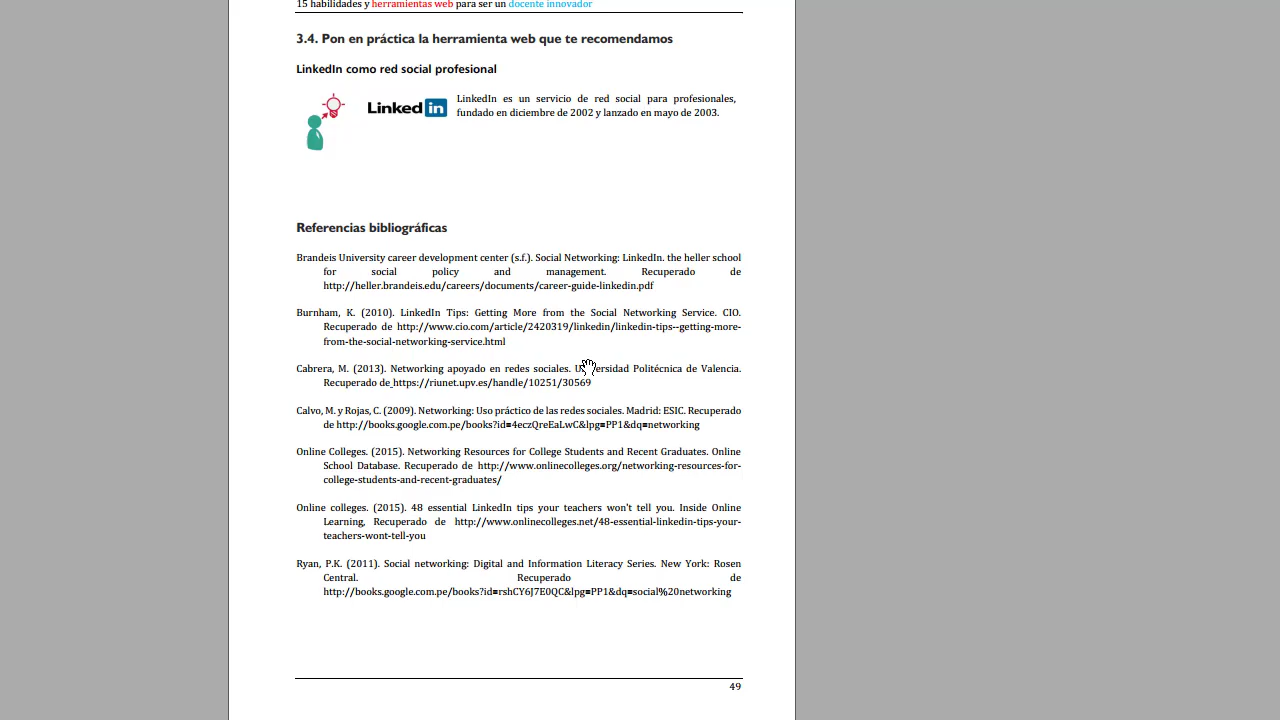 15 habilidades y herramientas web para ser un docente innovador
3.4. Pon en práctica la herramienta web que te recomendamos
LinkedIn como red social profesional
Linked in
LinkedIn es un servicio de red social para profesionales,
fundado en diciembre de 2002 y lanzado en mayo de 2003.
Referencias bibliográficas
Brandeis University career development center (s.f.). Social Networking: LinkedIn. the heller school
for social policy and management. Recuperado de
http://heller.brandeis.edu/careers/documents/career-guide-linkedin.pdf
Burnham, K. (2010). LinkedIn Tips: Getting More from the Social Networking Service. CIO.
Recuperado de http://www.cio.com/article/2420319/linkedin/linkedin-tips--getting-more-
from-the-social-networking-service.html
Cabrera, M. (2013). Networking apoyado en redes sociales. Universidad Politécnica de Valencia.
Recuperado de https://riunet.upv.es/handle/10251/30569
Calvo, M. y Rojas, C. (2009). Networking: Uso práctico de las redes sociales. Madrid: ESIC. Recuperado
de http://books.google.com.pe/books?id=4eczQreEaLwC&lpg=PP1&dq=networking
Online Colleges. (2015). Networking Resources for College Students and Recent Graduates. Online
School Database. Recuperado de http://www.onlinecolleges.org/networking-resources-for-
college-students-and-recent-graduates/
Online colleges. (2015). 48 essential LinkedIn tips your teachers won't tell you. Inside Online
Learning, Recuperado de http://www.onlinecolleges.net/48-essential-linkedin-tips-your-
teachers-wont-tell-you
Ryan, P.K. (2011). Social networking: Digital and Information Literacy Series. New York: Rosen
Central. Recuperado de
http://books.google.com.pe/books?id=rshCY6J7E0QC&lpg=PP1&dq=social%20networking
49